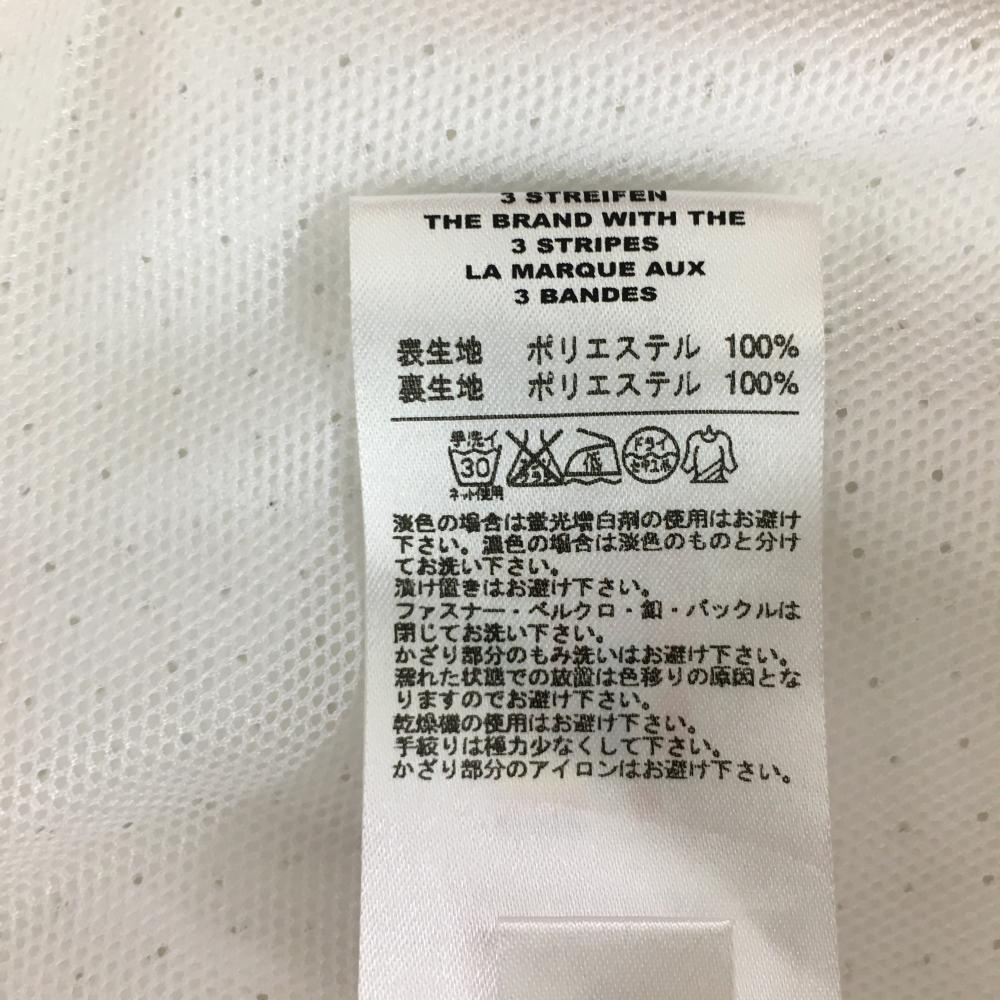 3 STREIFEN
THE BRAND WITH THE
3 STRIPES
LA MARQUE AUX
3 BANDES
表生地 ポリエステル 100%
裏生地 ポリエステル 100%
手洗イ
30
ネット使用
エンソサラシ
低
ドライ
セキユ系
淡色の場合は蛍光増白剤の使用はお避け
下さい。濃色の場合は淡色のものと分け
てお洗い下さい。
漬け置きはお避け下さい。
ファスナー・ベルクロ・釦・バックルは
閉じてお洗い下さい。
かざり部分のもみ洗いはお避け下さい。
濡れた状態での放置は色移りの原因とな
りますのでお避け下さい。
乾燥機の使用はお避け下さい。
手絞りは極力少なくして下さい。
かざり部分のアイロンはお避け下さい。